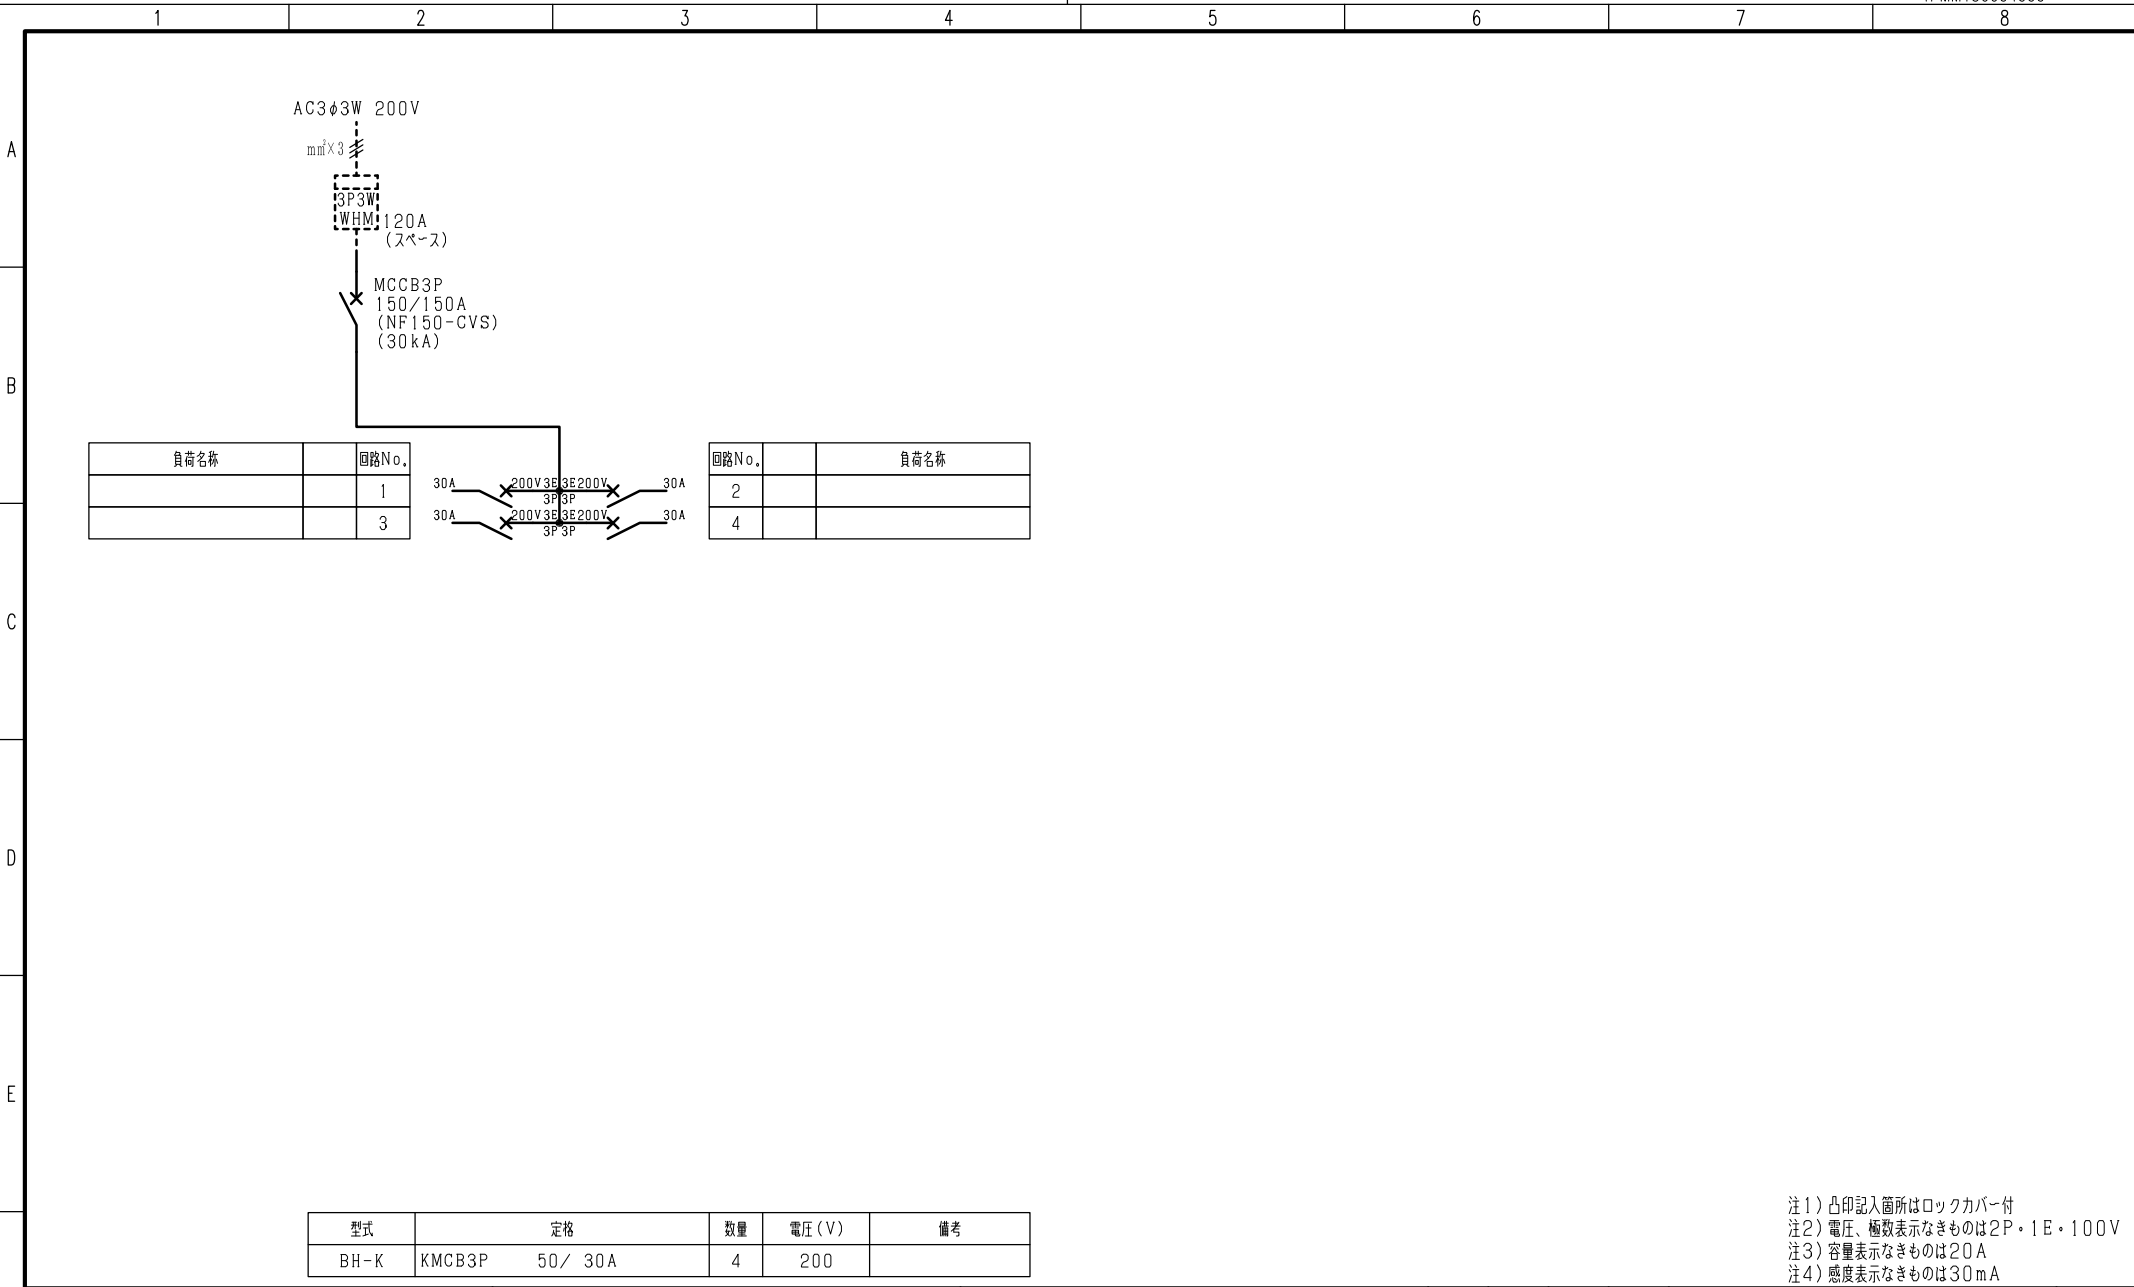 1 2 3 4 5 6 7 8
A
B
C
D
E
AC3φ3W 200V
mm²×3
3P3W
WHM
120A
(スペース)
MCCB3P
150/150A
(NF150-CVS)
(30kA)
負荷名称 回路No.
1
3
30A 200V 3E 3E 200V 30A
3P 3P
30A 200V 3E 3E 200V 30A
3P 3P
回路No. 負荷名称
2
4
型式 定格 数量 電圧(V) 備考
BH-K KMCB3P 50/ 30A 4 200
注1)凸印記入箇所はロックカバー付
注2)電圧、極数表示なきものは2P・1E・100V
注3)容量表示なきものは20A
注4)感度表示なきものは30mA